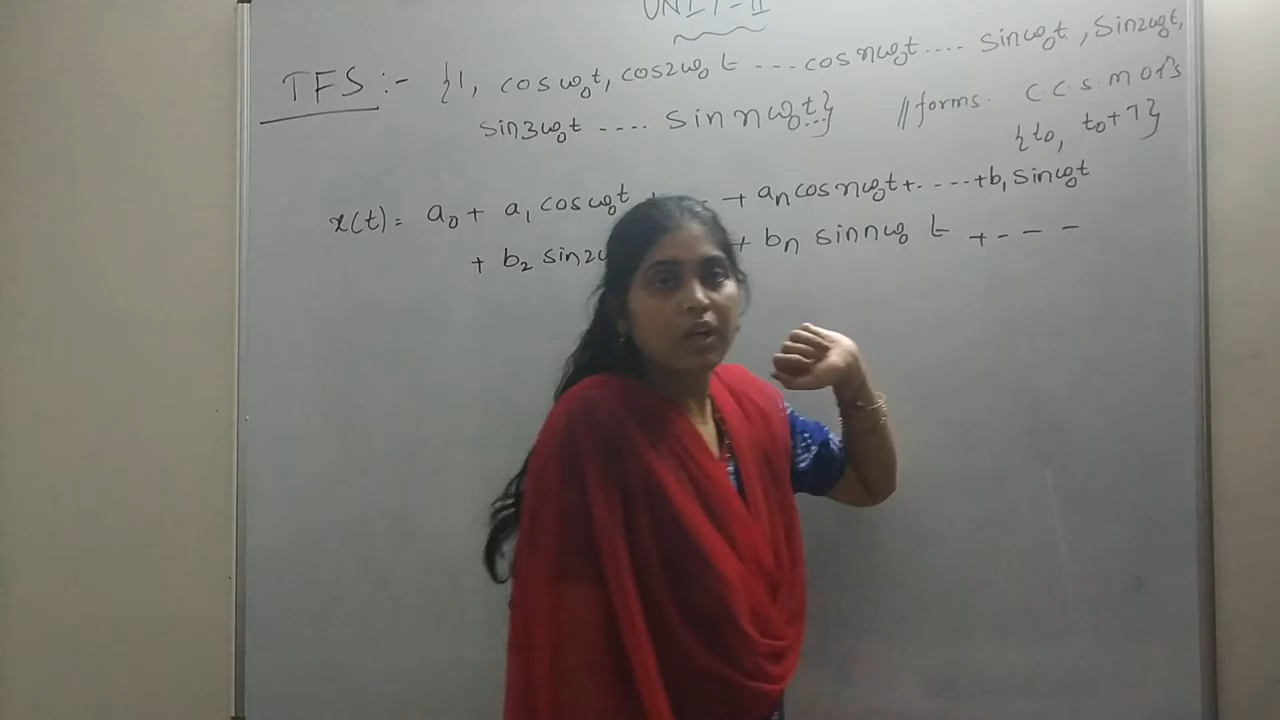 UNIT-II
TFS :- {1, cosω₀t, cos2ω₀t ---cosnω₀t.... sinω₀t, sin2ω₀t,
sin3ω₀t .... sinnω₀t...} // forms. C.C.S.M.O.F's
{t₀, t₀+T}
x(t)= a₀ + a₁ cosω₀t + - - + aₙ cosnω₀t+....+b₁ sinω₀t
+ b₂ sin2ω + bₙ sinnω₀t + - - -